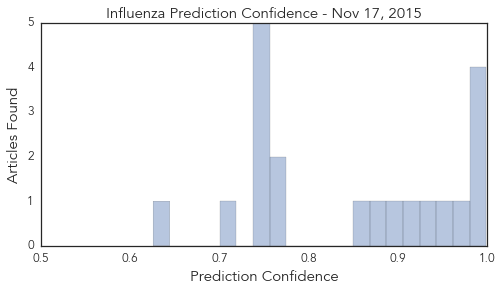 Influenza Prediction Confidence - Nov 17, 2015
Articles Found
5
4
3
2
1
0
0.5 0.6 0.7 0.8 0.9 1.0
Prediction Confidence